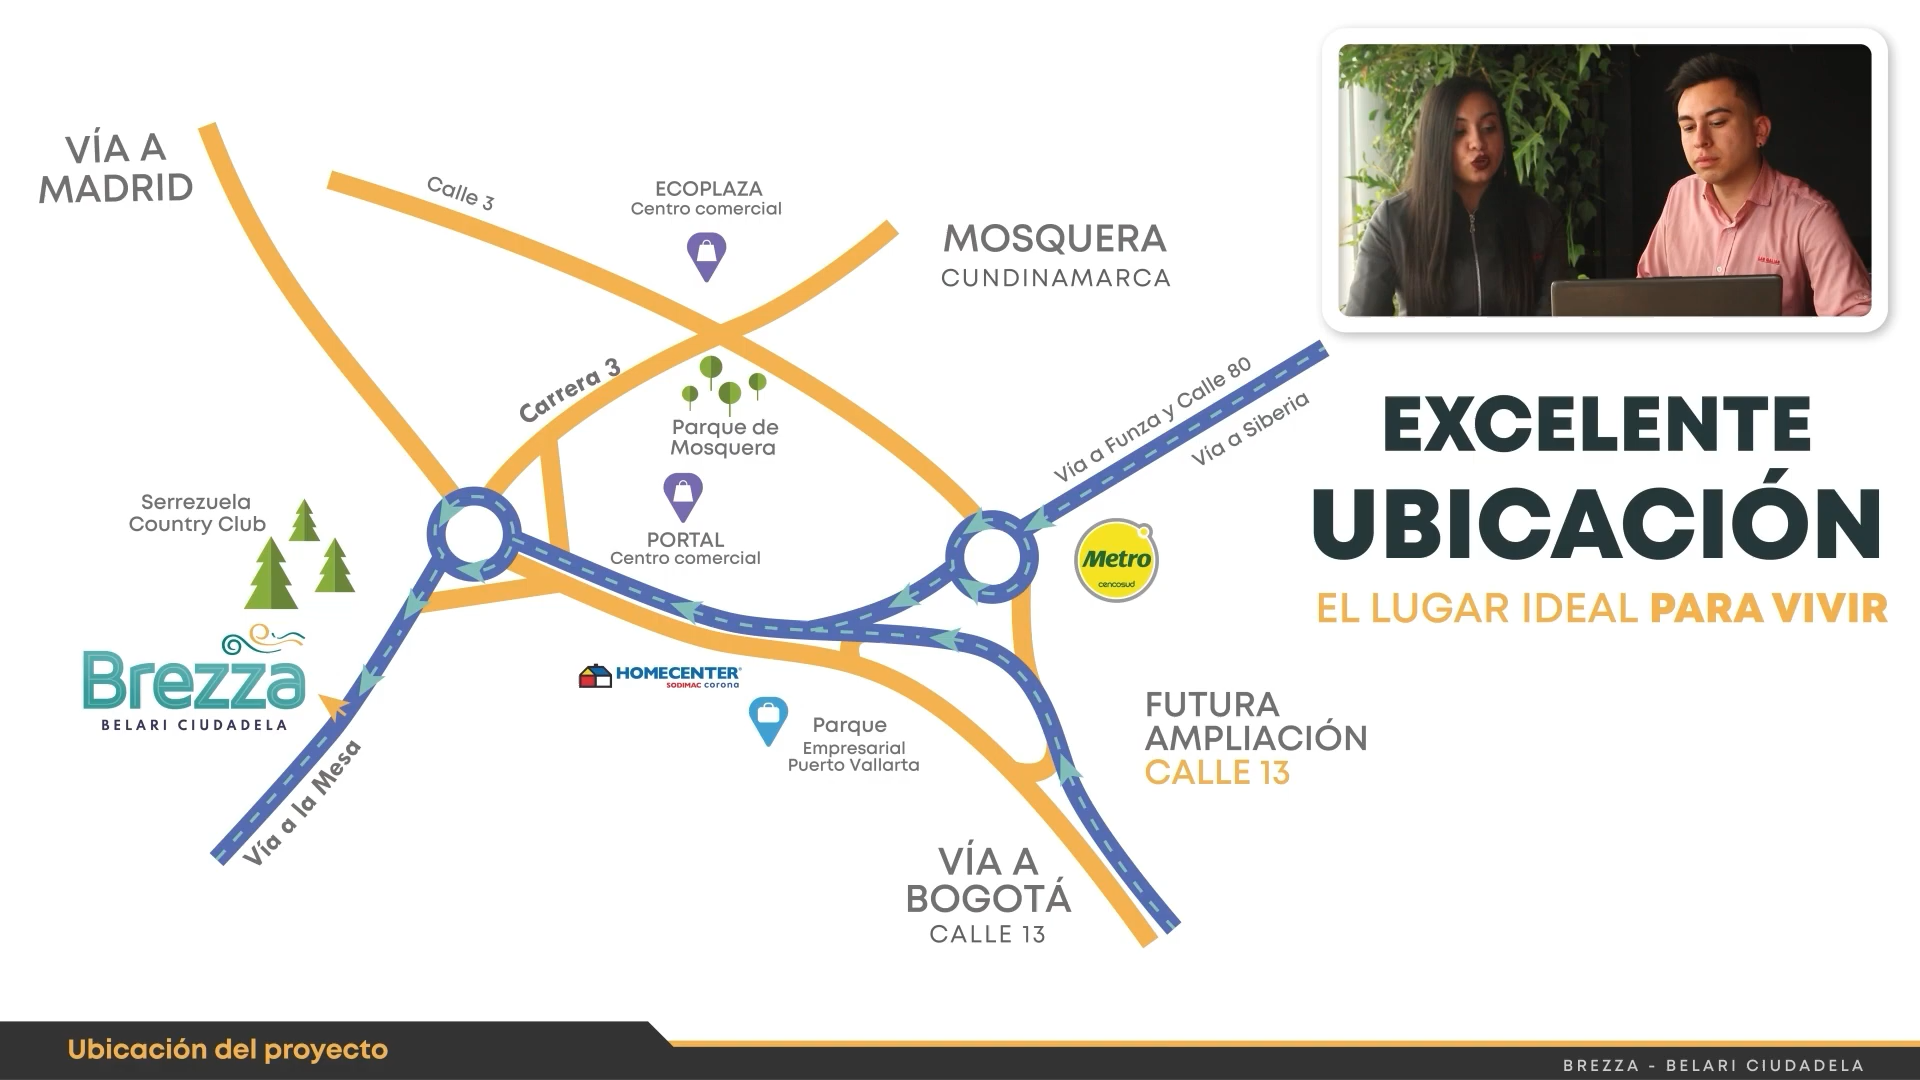 VÍA A
MADRID
Calle 3
ECOPLAZA
Centro comercial
MOSQUERA
CUNDINAMARCA
Carrera 3
Parque de
Mosquera
Vía a Funza y Calle 80
Vía a Siberia
EXCELENTE
UBICACIÓN
EL LUGAR IDEAL PARA VIVIR
Serrezuela
Country Club
PORTAL
Centro comercial
Metro
cencosud
Brezza
BELARI CIUDADELA
HOMECENTER
SODIMAC corona
Parque
Empresarial
Puerto Vallarta
FUTURA
AMPLIACIÓN
CALLE 13
Vía a la Mesa
VÍA A
BOGOTÁ
CALLE 13
Ubicación del proyecto
BREZZA - BELARI CIUDADELA